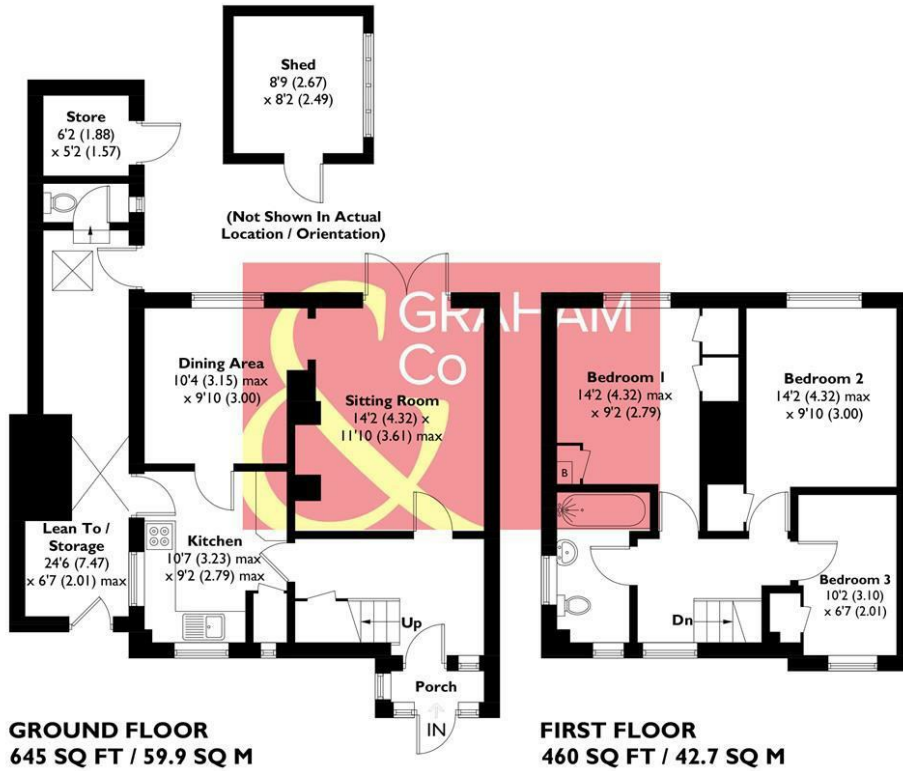 Shed
8'9 (2.67)
x 8'2 (2.49)
Store
6'2 (1.88)
x 5'2 (1.57)
(Not Shown In Actual
Location / Orientation)
& GRAHAM
Co
Dining Area
10'4 (3.15) max
x 9'10 (3.00)
Sitting Room
14'2 (4.32) x
11'10 (3.61) max
Bedroom 1
14'2 (4.32) max
x 9'2 (2.79)
Bedroom 2
14'2 (4.32) max
x 9'10 (3.00)
B
Lean To /
Storage
24'6 (7.47)
x 6'7 (2.01) max
Kitchen
10'7 (3.23) max
x 9'2 (2.79) max
Bedroom 3
10'2 (3.10)
x 6'7 (2.01)
Up
Dn
Porch
IN
GROUND FLOOR
645 SQ FT / 59.9 SQ M
FIRST FLOOR
460 SQ FT / 42.7 SQ M